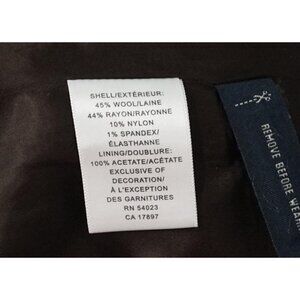 SHELL/EXTÉRIEUR:
45% WOOL/LAINE
44% RAYON/RAYONNE
10% NYLON
1% SPANDEX/
ÉLASTHANNE
LINING/DOUBLURE:
100% ACETATE/ACÉTATE
EXCLUSIVE OF
DECORATION/
À L'EXCEPTION
DES GARNITURES
RN 54023
CA 17897
REMOVE BEFORE WEARI